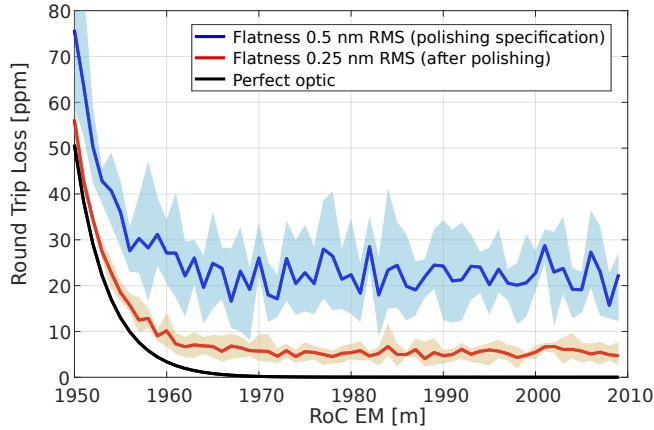 Flatness 0.5 nm RMS (polishing specification)
Flatness 0.25 nm RMS (after polishing)
Perfect optic
Round Trip Loss [ppm]
80
70
60
50
40
30
20
10
0
1950 1960 1970 1980 1990 2000 2010
RoC EM [m]